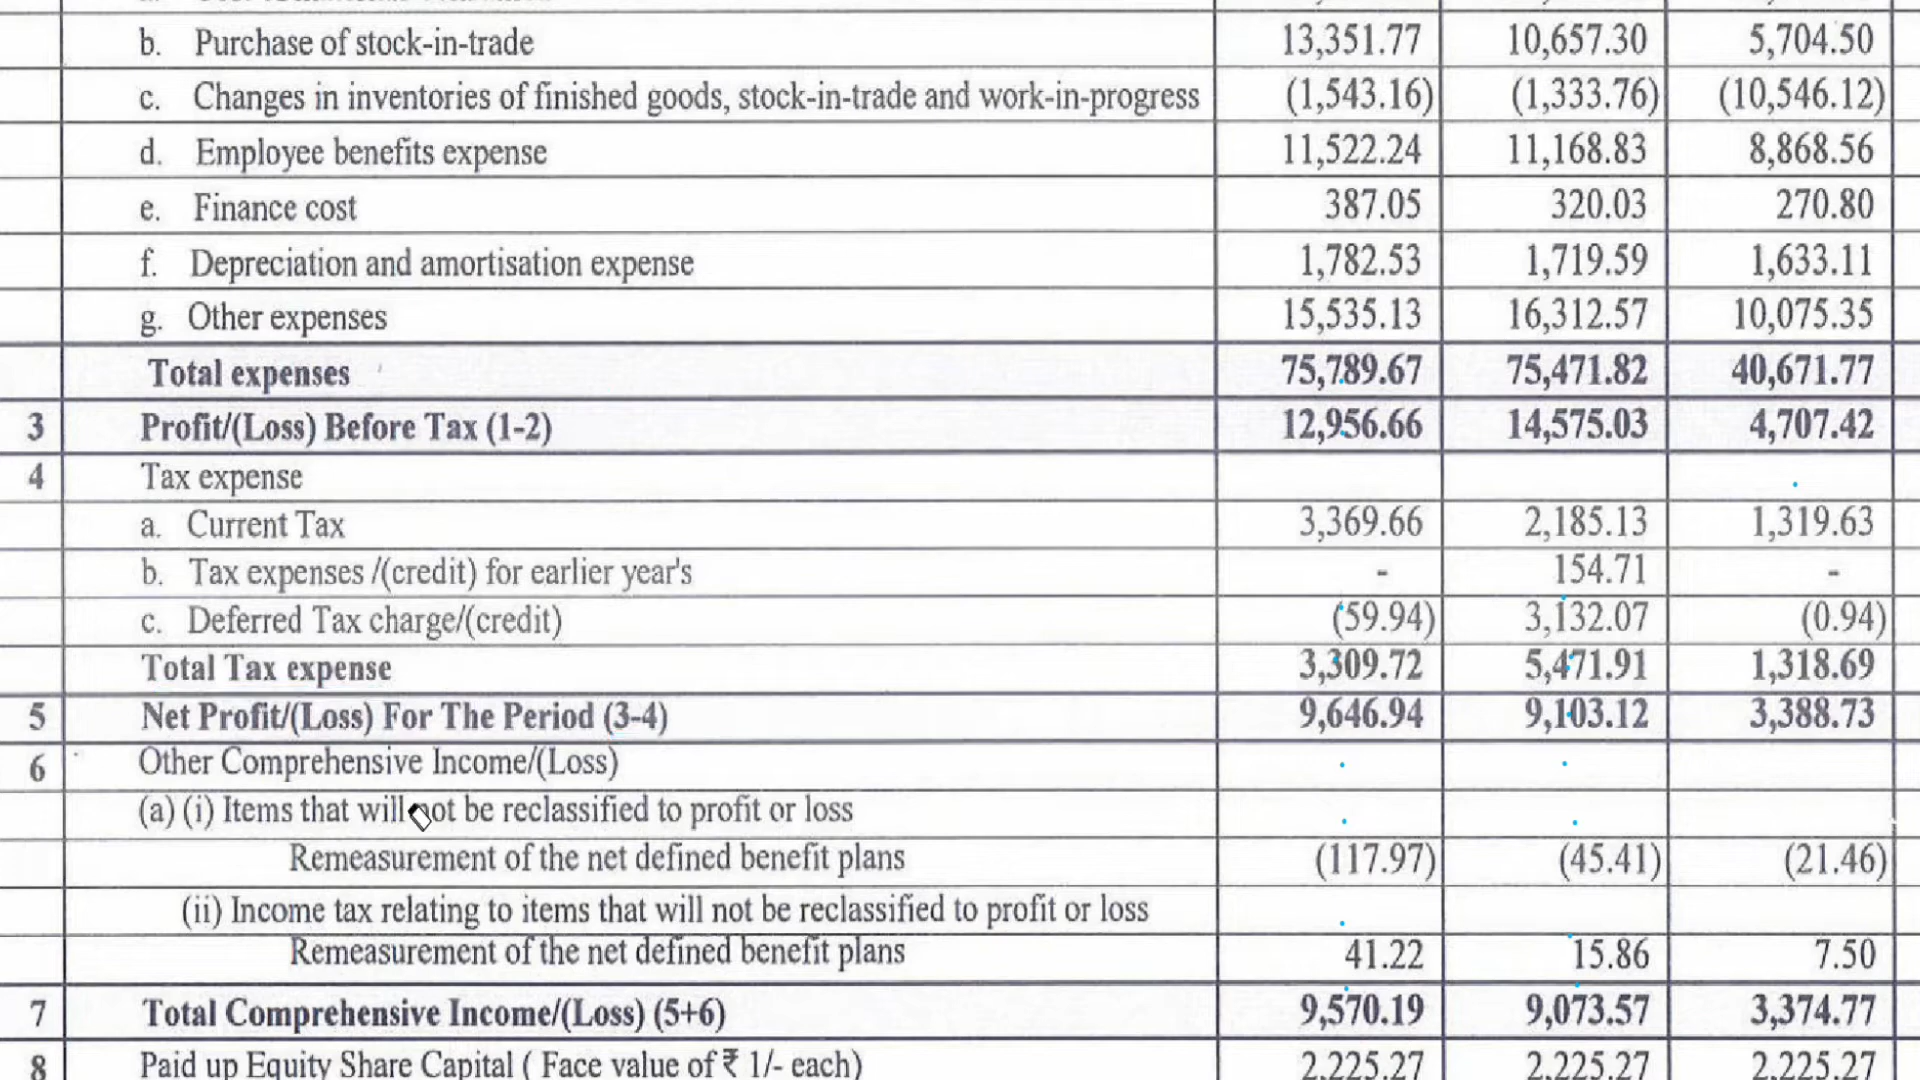 b. Purchase of stock-in-trade 13,351.77 10,657.30 5,704.50
c. Changes in inventories of finished goods, stock-in-trade and work-in-progress (1,543.16) (1,333.76) (10,546.12)
d. Employee benefits expense 11,522.24 11,168.83 8,868.56
e. Finance cost 387.05 320.03 270.80
f. Depreciation and amortisation expense 1,782.53 1,719.59 1,633.11
g. Other expenses 15,535.13 16,312.57 10,075.35
Total expenses 75,789.67 75,471.82 40,671.77
3 Profit/(Loss) Before Tax (1-2) 12,956.66 14,575.03 4,707.42
4 Tax expense
a. Current Tax 3,369.66 2,185.13 1,319.63
b. Tax expenses /(credit) for earlier year's - 154.71 -
c. Deferred Tax charge/(credit) (59.94) 3,132.07 (0.94)
Total Tax expense 3,309.72 5,471.91 1,318.69
5 Net Profit/(Loss) For The Period (3-4) 9,646.94 9,103.12 3,388.73
6 Other Comprehensive Income/(Loss)
(a) (i) Items that will not be reclassified to profit or loss
Remeasurement of the net defined benefit plans (117.97) (45.41) (21.46)
(ii) Income tax relating to items that will not be reclassified to profit or loss
Remeasurement of the net defined benefit plans 41.22 15.86 7.50
7 Total Comprehensive Income/(Loss) (5+6) 9,570.19 9,073.57 3,374.77
8 Paid up Equity Share Capital ( Face value of ₹ 1/- each) 2,225.27 2,225.27 2,225.27